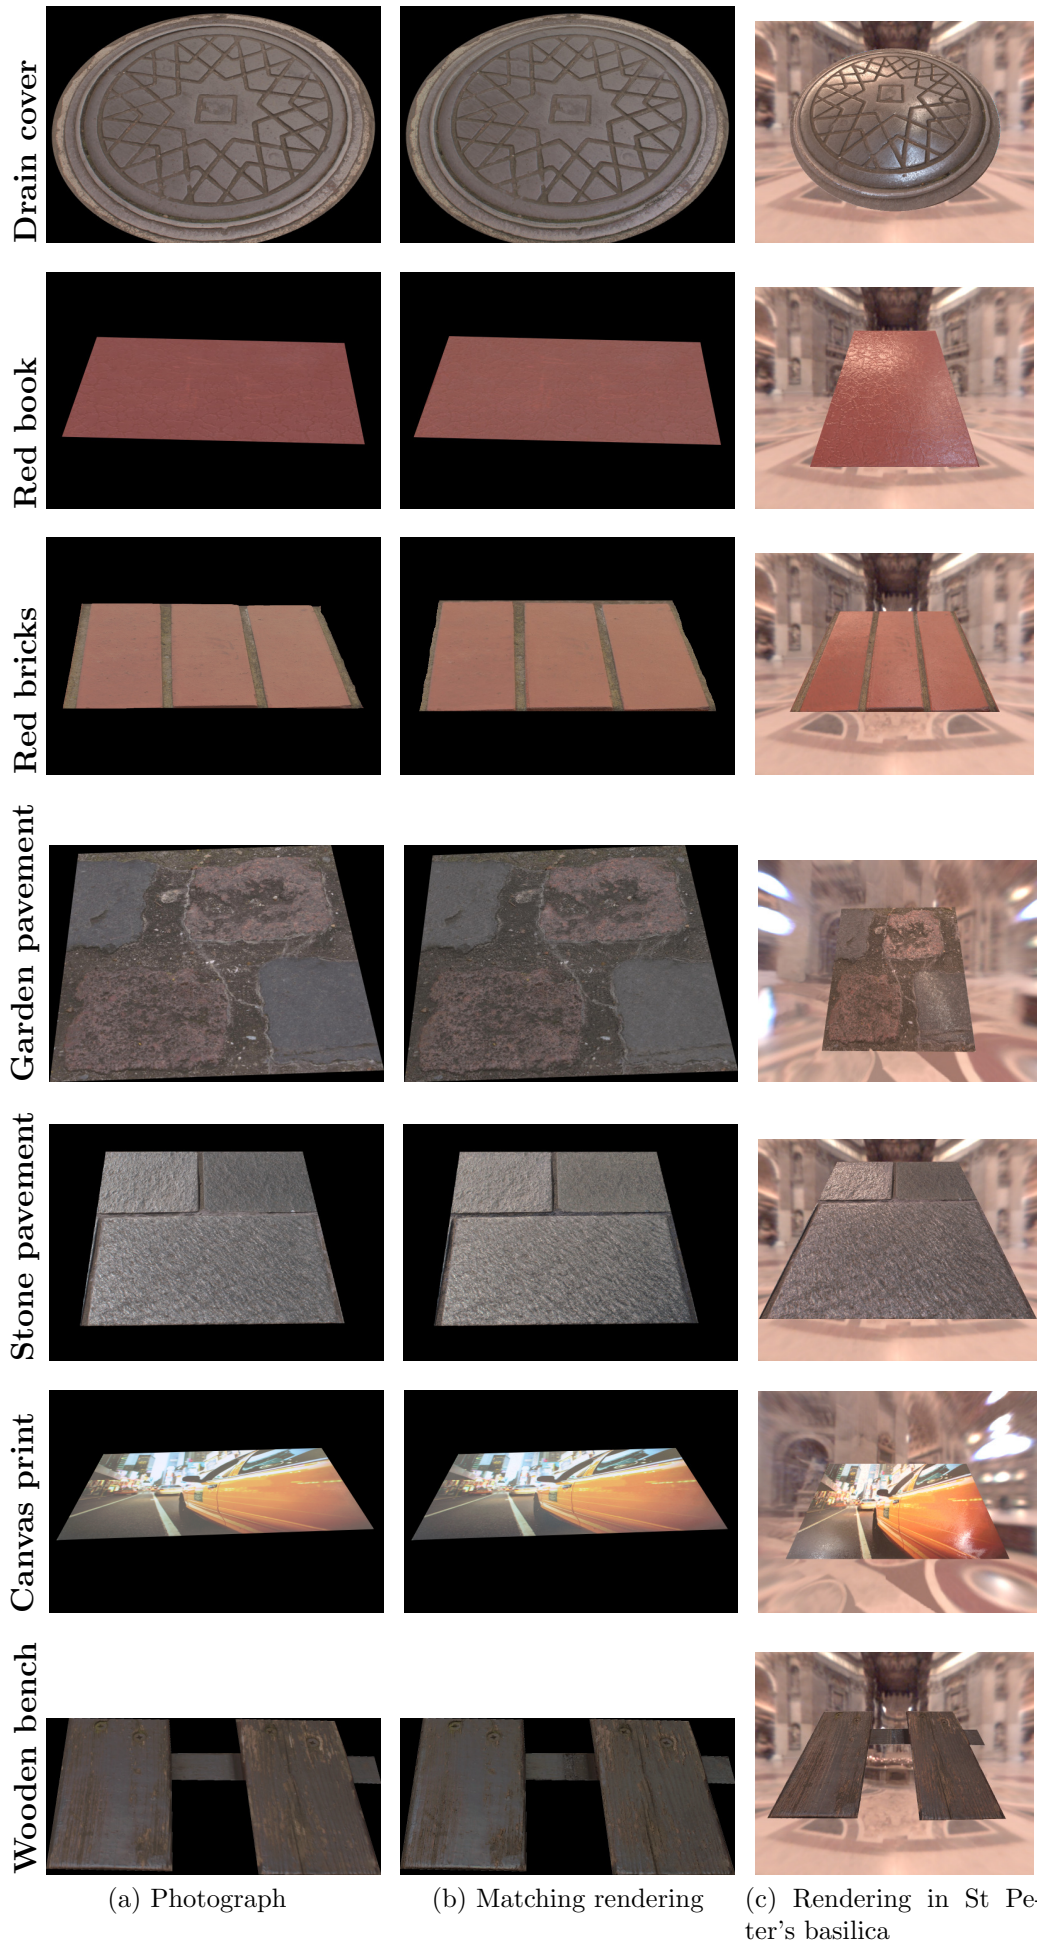 Drain cover
Red book
Red bricks
Garden pavement
Stone pavement
Canvas print
Wooden bench
(a) Photograph
(b) Matching rendering
(c) Rendering in St Pe-
ter's basilica